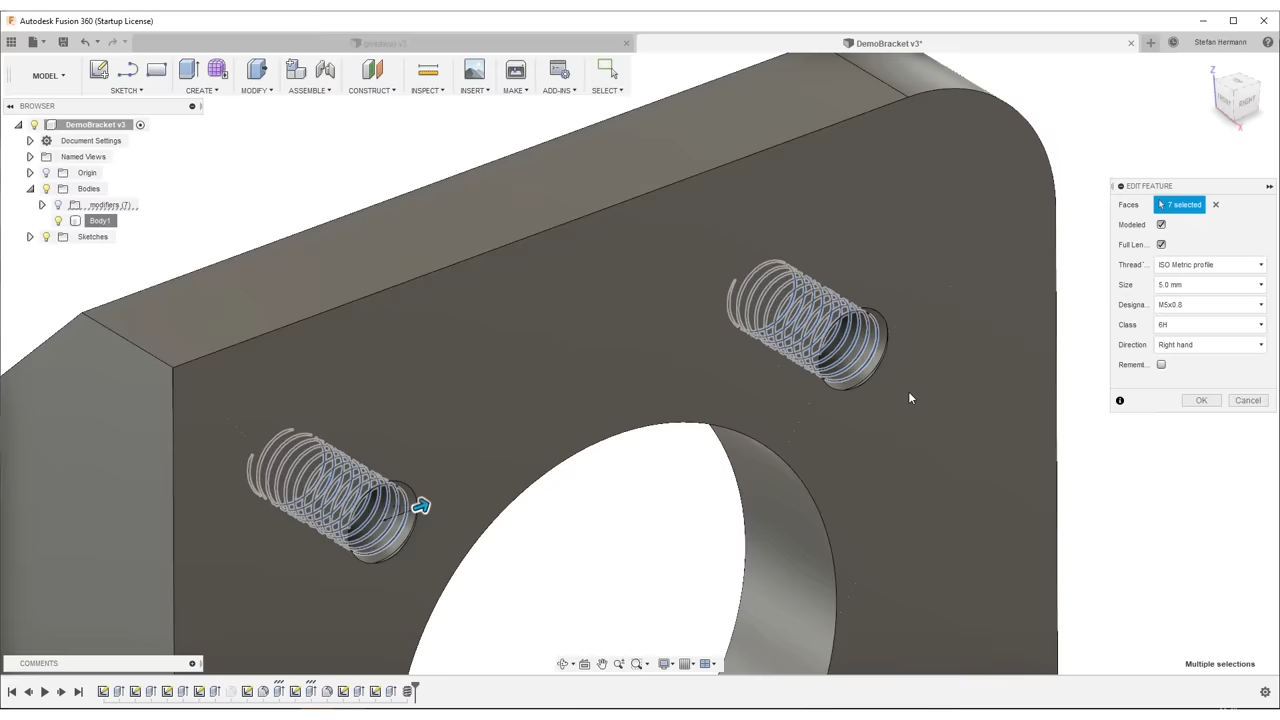 Autodesk Fusion 360 (Startup License)
DemoBracket v3*
Stefan Hermann
MODEL
SKETCH
CREATE
MODIFY
ASSEMBLE
CONSTRUCT
INSPECT
INSERT
MAKE
ADD-INS
SELECT
BROWSER
DemoBracket v3
Document Settings
Named Views
Origin
Bodies
modifiers (7)
Body1
Sketches
Z
FRONT
RIGHT
X
EDIT FEATURE
Faces 7 selected
Modeled
Full Len...
Thread ... ISO Metric profile
Size 5.0 mm
Designa... M5x0.8
Class 6H
Direction Right hand
Rememt...
OK Cancel
COMMENTS
Multiple selections